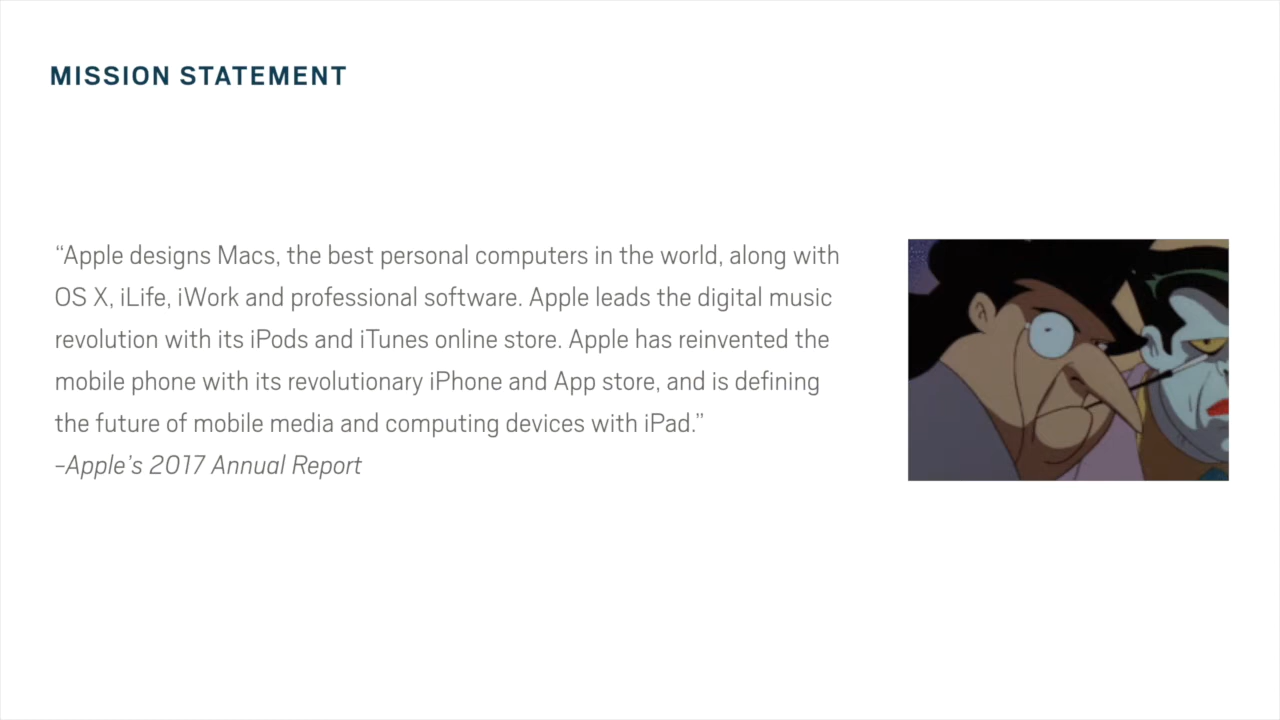 MISSION STATEMENT
“Apple designs Macs, the best personal computers in the world, along with
OS X, iLife, iWork and professional software. Apple leads the digital music
revolution with its iPods and iTunes online store. Apple has reinvented the
mobile phone with its revolutionary iPhone and App store, and is defining
the future of mobile media and computing devices with iPad.”
–Apple’s 2017 Annual Report